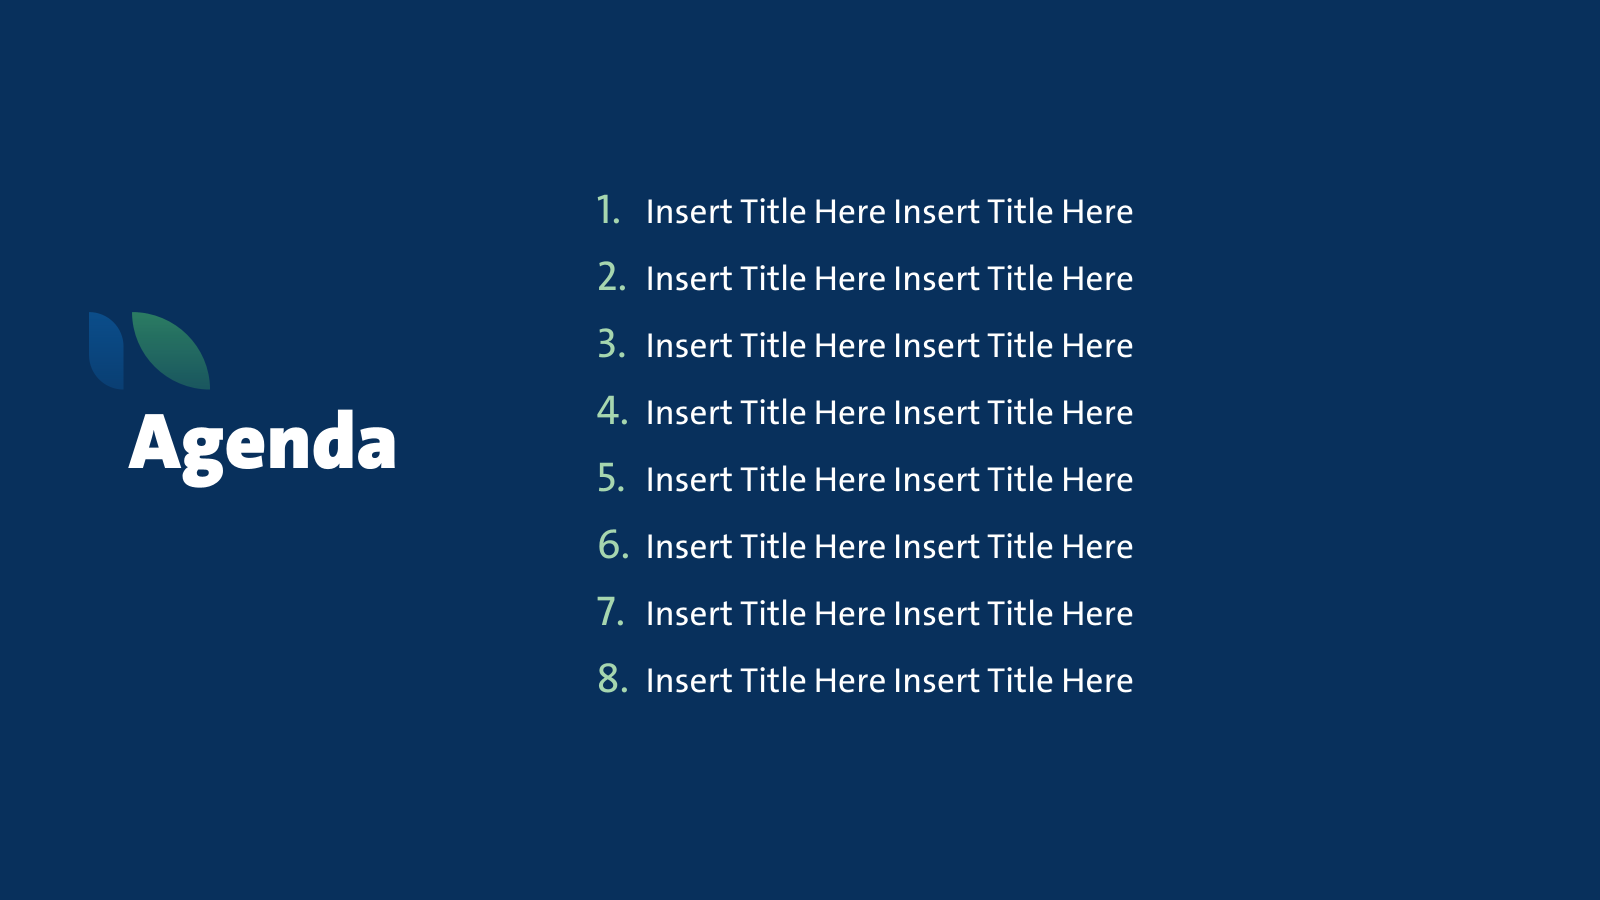 Agenda
1. Insert Title Here Insert Title Here
2. Insert Title Here Insert Title Here
3. Insert Title Here Insert Title Here
4. Insert Title Here Insert Title Here
5. Insert Title Here Insert Title Here
6. Insert Title Here Insert Title Here
7. Insert Title Here Insert Title Here
8. Insert Title Here Insert Title Here